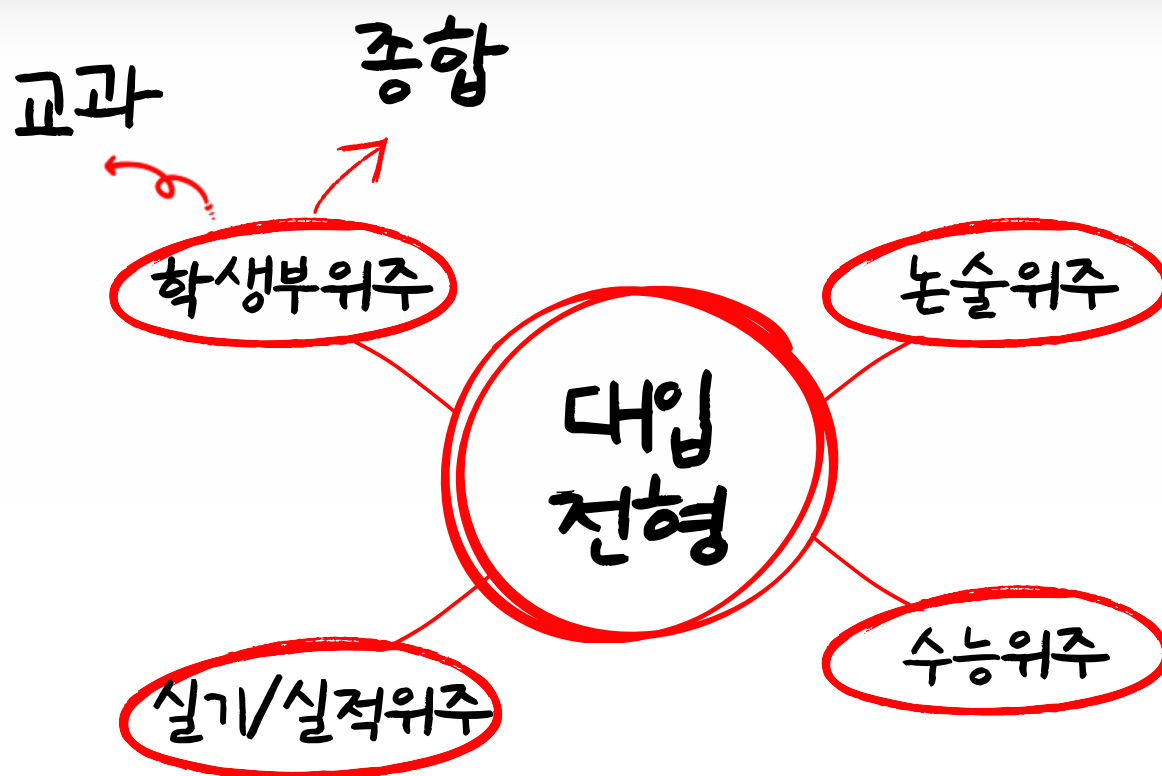 종합
교과
학생부위주
논술위주
대입
전형
수능위주
실기/실적위주